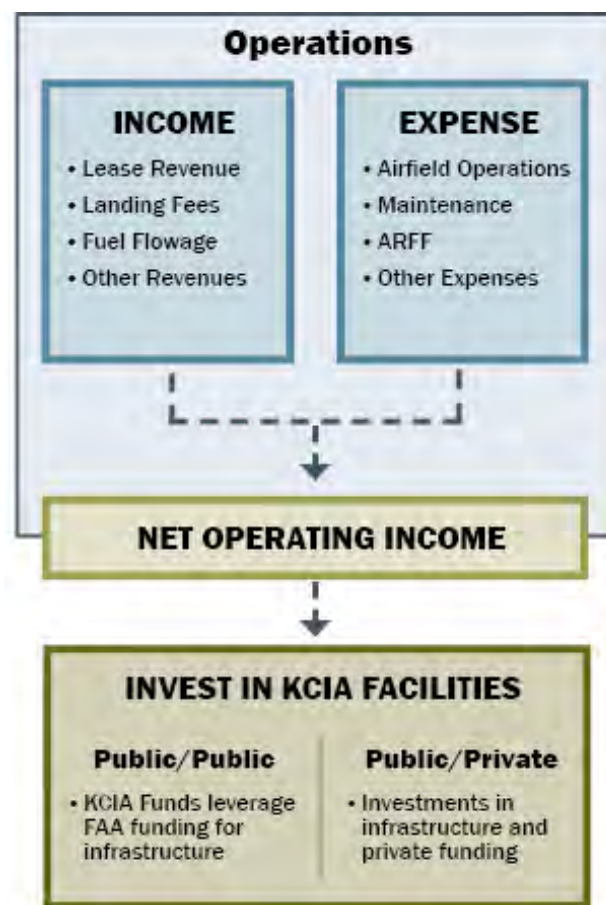 Operations
INCOME
• Lease Revenue
• Landing Fees
• Fuel Flowage
• Other Revenues
EXPENSE
• Airfield Operations
• Maintenance
• ARFF
• Other Expenses
NET OPERATING INCOME
INVEST IN KCIA FACILITIES
Public/Public
• KCIA Funds leverage
FAA funding for
infrastructure
Public/Private
• Investments in
infrastructure and
private funding